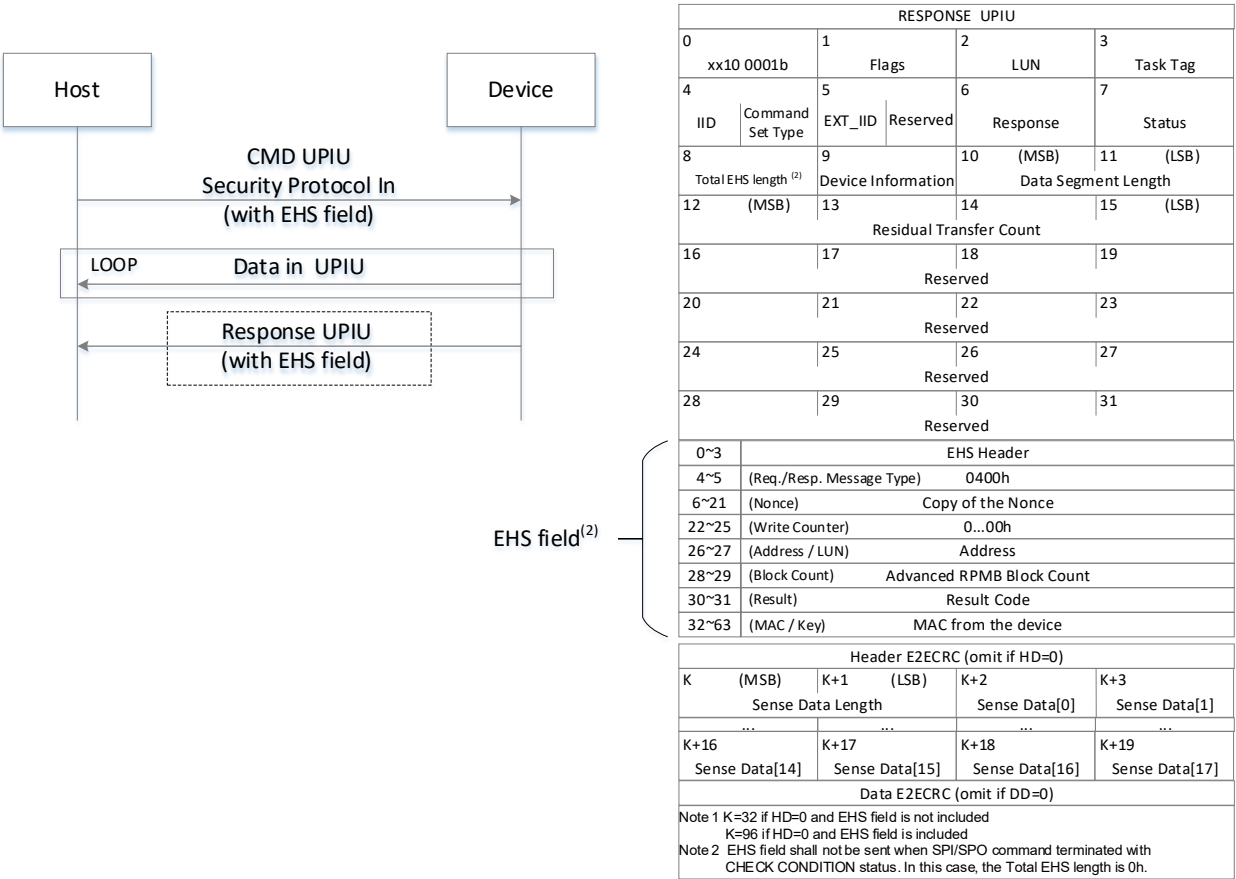 Host
Device
CMD UPIU
Security Protocol In
(with EHS field)
LOOP Data in UPIU
Response UPIU
(with EHS field)
RESPONSE UPIU
0 1 2 3
xx10 0001b Flags LUN Task Tag
4 5 6 7
IID Command Set Type EXT_IID Reserved Response Status
8 9 10 (MSB) 11 (LSB)
Total EHS length (2) Device Information Data Segment Length
12 (MSB) 13 14 15 (LSB)
Residual Transfer Count
16 17 18 19
Reserved
20 21 22 23
Reserved
24 25 26 27
Reserved
28 29 30 31
Reserved
EHS field(2)
0~3 EHS Header
4~5 (Req./Resp. Message Type) 0400h
6~21 (Nonce) Copy of the Nonce
22~25 (Write Counter) 0...00h
26~27 (Address / LUN) Address
28~29 (Block Count) Advanced RPMB Block Count
30~31 (Result) Result Code
32~63 (MAC / Key) MAC from the device
Header E2ECRC (omit if HD=0)
K (MSB) K+1 (LSB) K+2 K+3
Sense Data Length Sense Data[0] Sense Data[1]
... ... ... ...
K+16 K+17 K+18 K+19
Sense Data[14] Sense Data[15] Sense Data[16] Sense Data[17]
Data E2ECRC (omit if DD=0)
Note 1 K=32 if HD=0 and EHS field is not included
K=96 if HD=0 and EHS field is included
Note 2 EHS field shall not be sent when SPI/SPO command terminated with
CHECK CONDITION status. In this case, the Total EHS length is 0h.